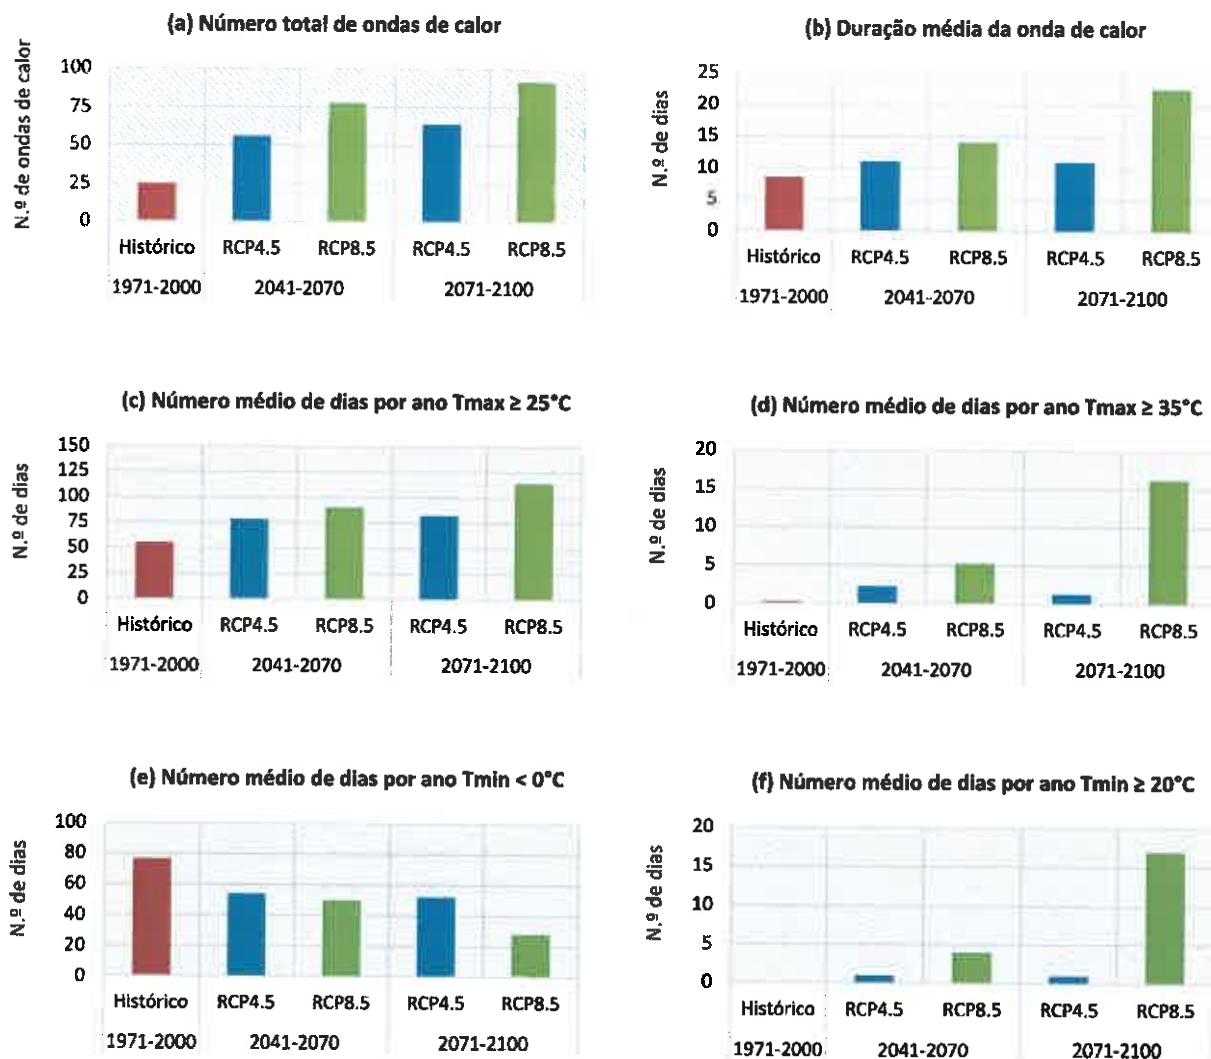 (a) Número total de ondas de calor
N.º de ondas de calor
100
75
50
25
0
Histórico RCP4.5 RCP8.5 RCP4.5 RCP8.5
1971-2000 2041-2070 2071-2100
(b) Duração média da onda de calor
N.º de dias
25
20
15
10
5
0
Histórico RCP4.5 RCP8.5 RCP4.5 RCP8.5
1971-2000 2041-2070 2071-2100
(c) Número médio de dias por ano Tmax ≥ 25°C
N.º de dias
150
125
100
75
50
25
0
Histórico RCP4.5 RCP8.5 RCP4.5 RCP8.5
1971-2000 2041-2070 2071-2100
(d) Número médio de dias por ano Tmax ≥ 35°C
N.º de dias
20
15
10
5
0
Histórico RCP4.5 RCP8.5 RCP4.5 RCP8.5
1971-2000 2041-2070 2071-2100
(e) Número médio de dias por ano Tmin < 0°C
N.º de dias
100
80
60
40
20
0
Histórico RCP4.5 RCP8.5 RCP4.5 RCP8.5
1971-2000 2041-2070 2071-2100
(f) Número médio de dias por ano Tmin ≥ 20°C
N.º de dias
20
15
10
5
0
Histórico RCP4.5 RCP8.5 RCP4.5 RCP8.5
1971-2000 2041-2070 2071-2100